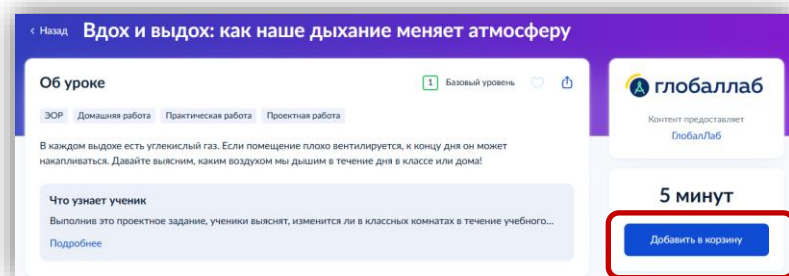 ‹ Назад Вдох и выдох: как наше дыхание меняет атмосферу
Об уроке
1 Базовый уровень
ЭОР Домашняя работа Практическая работа Проектная работа
В каждом выдохе есть углекислый газ. Если помещение плохо вентилируется, к концу дня он может
накапливаться. Давайте выясним, каким воздухом мы дышим в течение дня в классе или дома!
Что узнает ученик
Выполнив это проектное задание, ученики выяснят, изменится ли в классных комнатах в течение учебного...
Подробнее
глобаллаб
Контент предоставляет
ГлобалЛаб
5 минут
Добавить в корзину